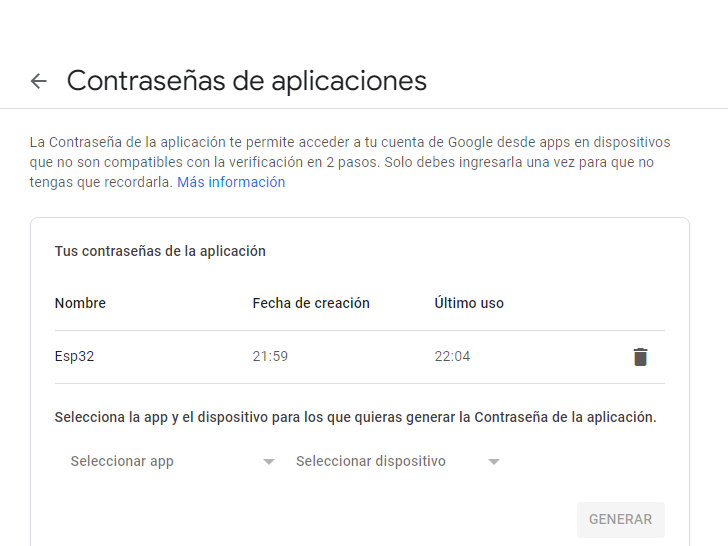 Contraseñas de aplicaciones
La Contraseña de la aplicación te permite acceder a tu cuenta de Google desde apps en dispositivos
que no son compatibles con la verificación en 2 pasos. Solo debes ingresarla una vez para que no
tengas que recordarla. Más información
Tus contraseñas de la aplicación
Nombre Fecha de creación Último uso
Esp32 21:59 22:04
Selecciona la app y el dispositivo para los que quieras generar la Contraseña de la aplicación.
Seleccionar app Seleccionar dispositivo
GENERAR